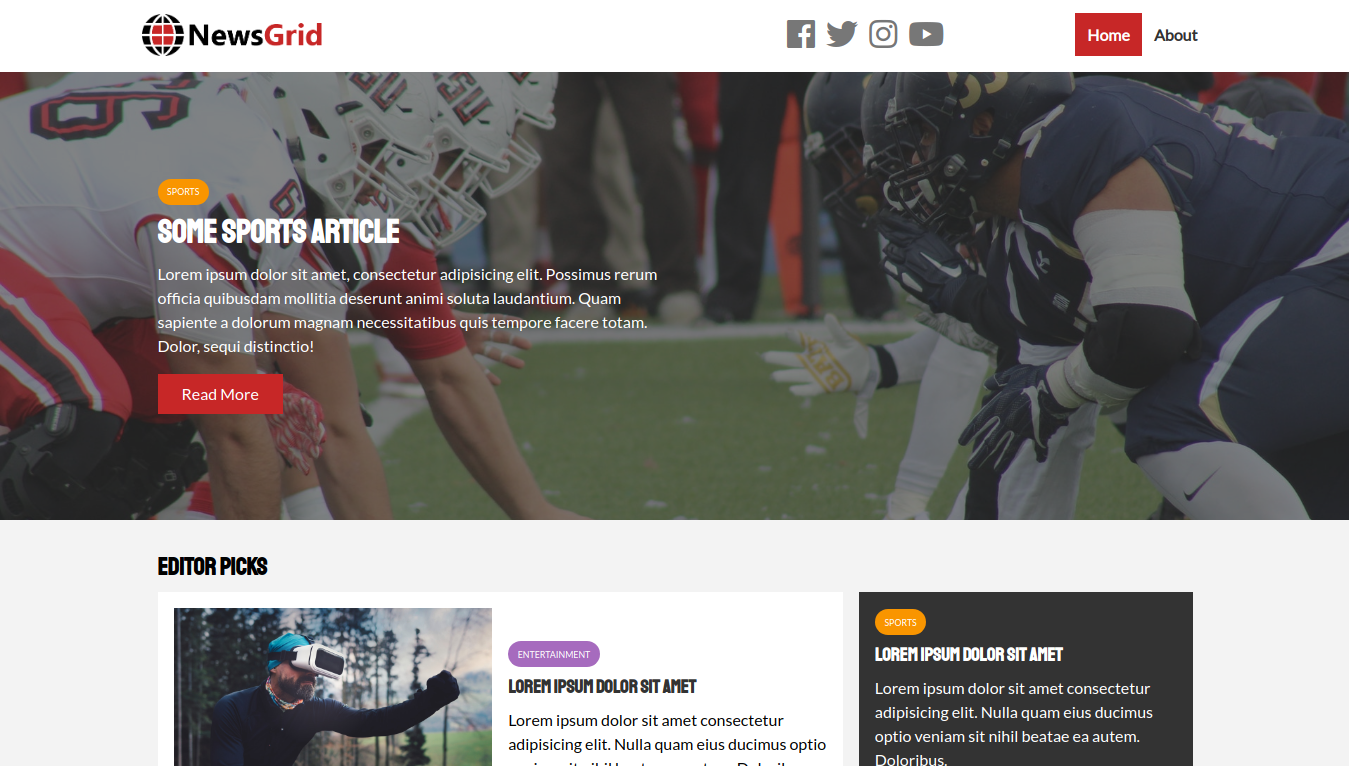 NewsGrid
Home About
SPORTS
SOME SPORTS ARTICLE
Lorem ipsum dolor sit amet, consectetur adipisicing elit. Possimus rerum
officia quibusdam mollitia deserunt animi soluta laudantium. Quam
sapiente a dolorum magnam necessitatibus quis tempore facere totam.
Dolor, sequi distinctio!
Read More
EDITOR PICKS
ENTERTAINMENT
LOREM IPSUM DOLOR SIT AMET
Lorem ipsum dolor sit amet consectetur
adipisicing elit. Nulla quam eius ducimus optio
SPORTS
LOREM IPSUM DOLOR SIT AMET
Lorem ipsum dolor sit amet consectetur
adipisicing elit. Nulla quam eius ducimus
optio veniam sit nihil beatae ea autem.
Doloribus.